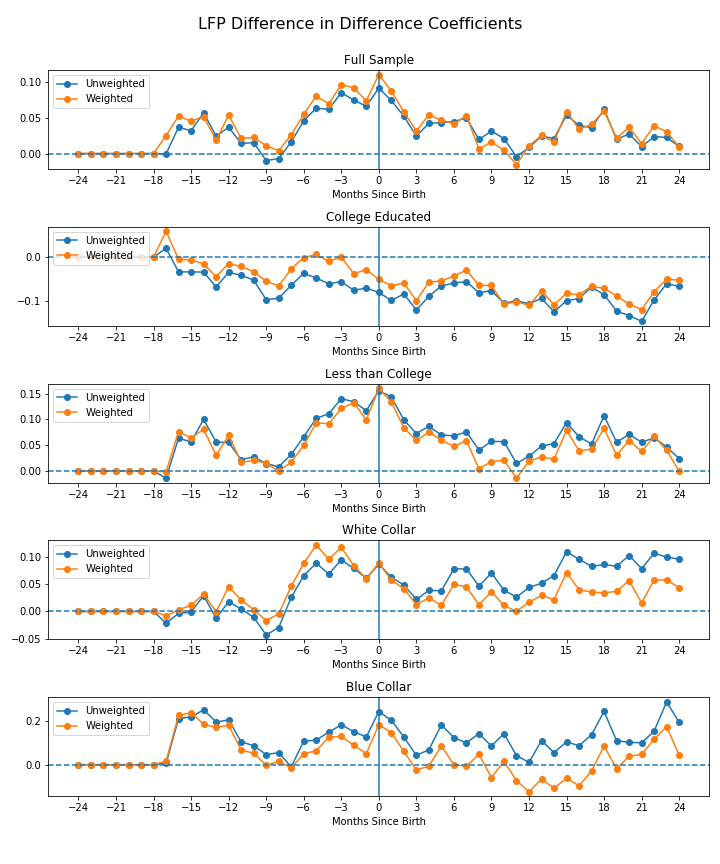 LFP Difference in Difference Coefficients
Full Sample
Unweighted
Weighted
0.10
0.05
0.00
−24 −21 −18 −15 −12 −9 −6 −3 0 3 6 9 12 15 18 21 24
Months Since Birth
College Educated
Unweighted
Weighted
0.0
−0.1
−24 −21 −18 −15 −12 −9 −6 −3 0 3 6 9 12 15 18 21 24
Months Since Birth
Less than College
Unweighted
Weighted
0.15
0.10
0.05
0.00
−24 −21 −18 −15 −12 −9 −6 −3 0 3 6 9 12 15 18 21 24
Months Since Birth
White Collar
Unweighted
Weighted
0.10
0.05
0.00
−0.05
−24 −21 −18 −15 −12 −9 −6 −3 0 3 6 9 12 15 18 21 24
Months Since Birth
Blue Collar
Unweighted
Weighted
0.2
0.0
−24 −21 −18 −15 −12 −9 −6 −3 0 3 6 9 12 15 18 21 24
Months Since Birth